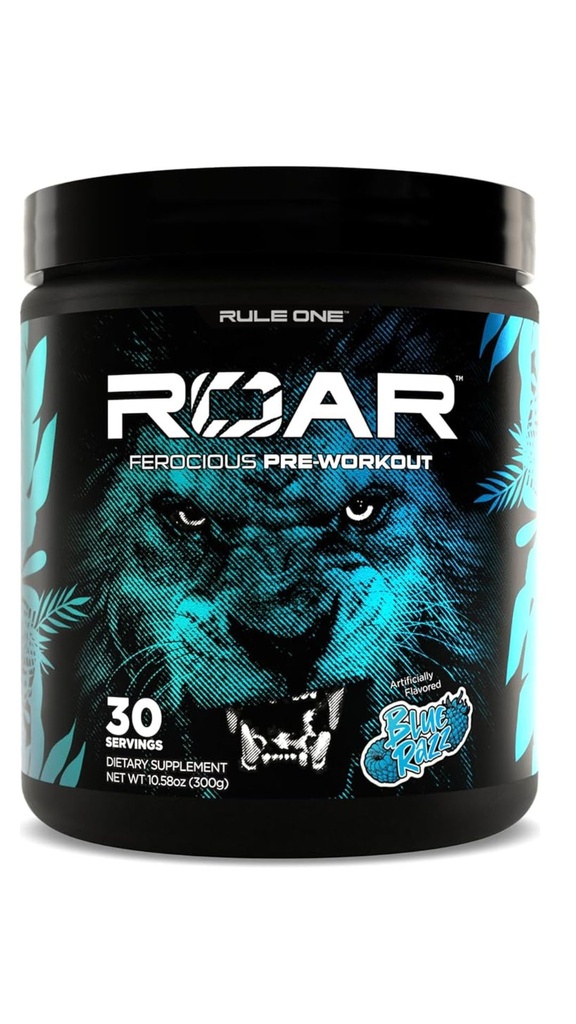 RULE ONE™
ROAR™
FEROCIOUS PRE-WORKOUT
30
SERVINGS
DIETARY SUPPLEMENT
NET WT 10.58oz (300g)
Artificially
Flavored
BLUE
RAZZ